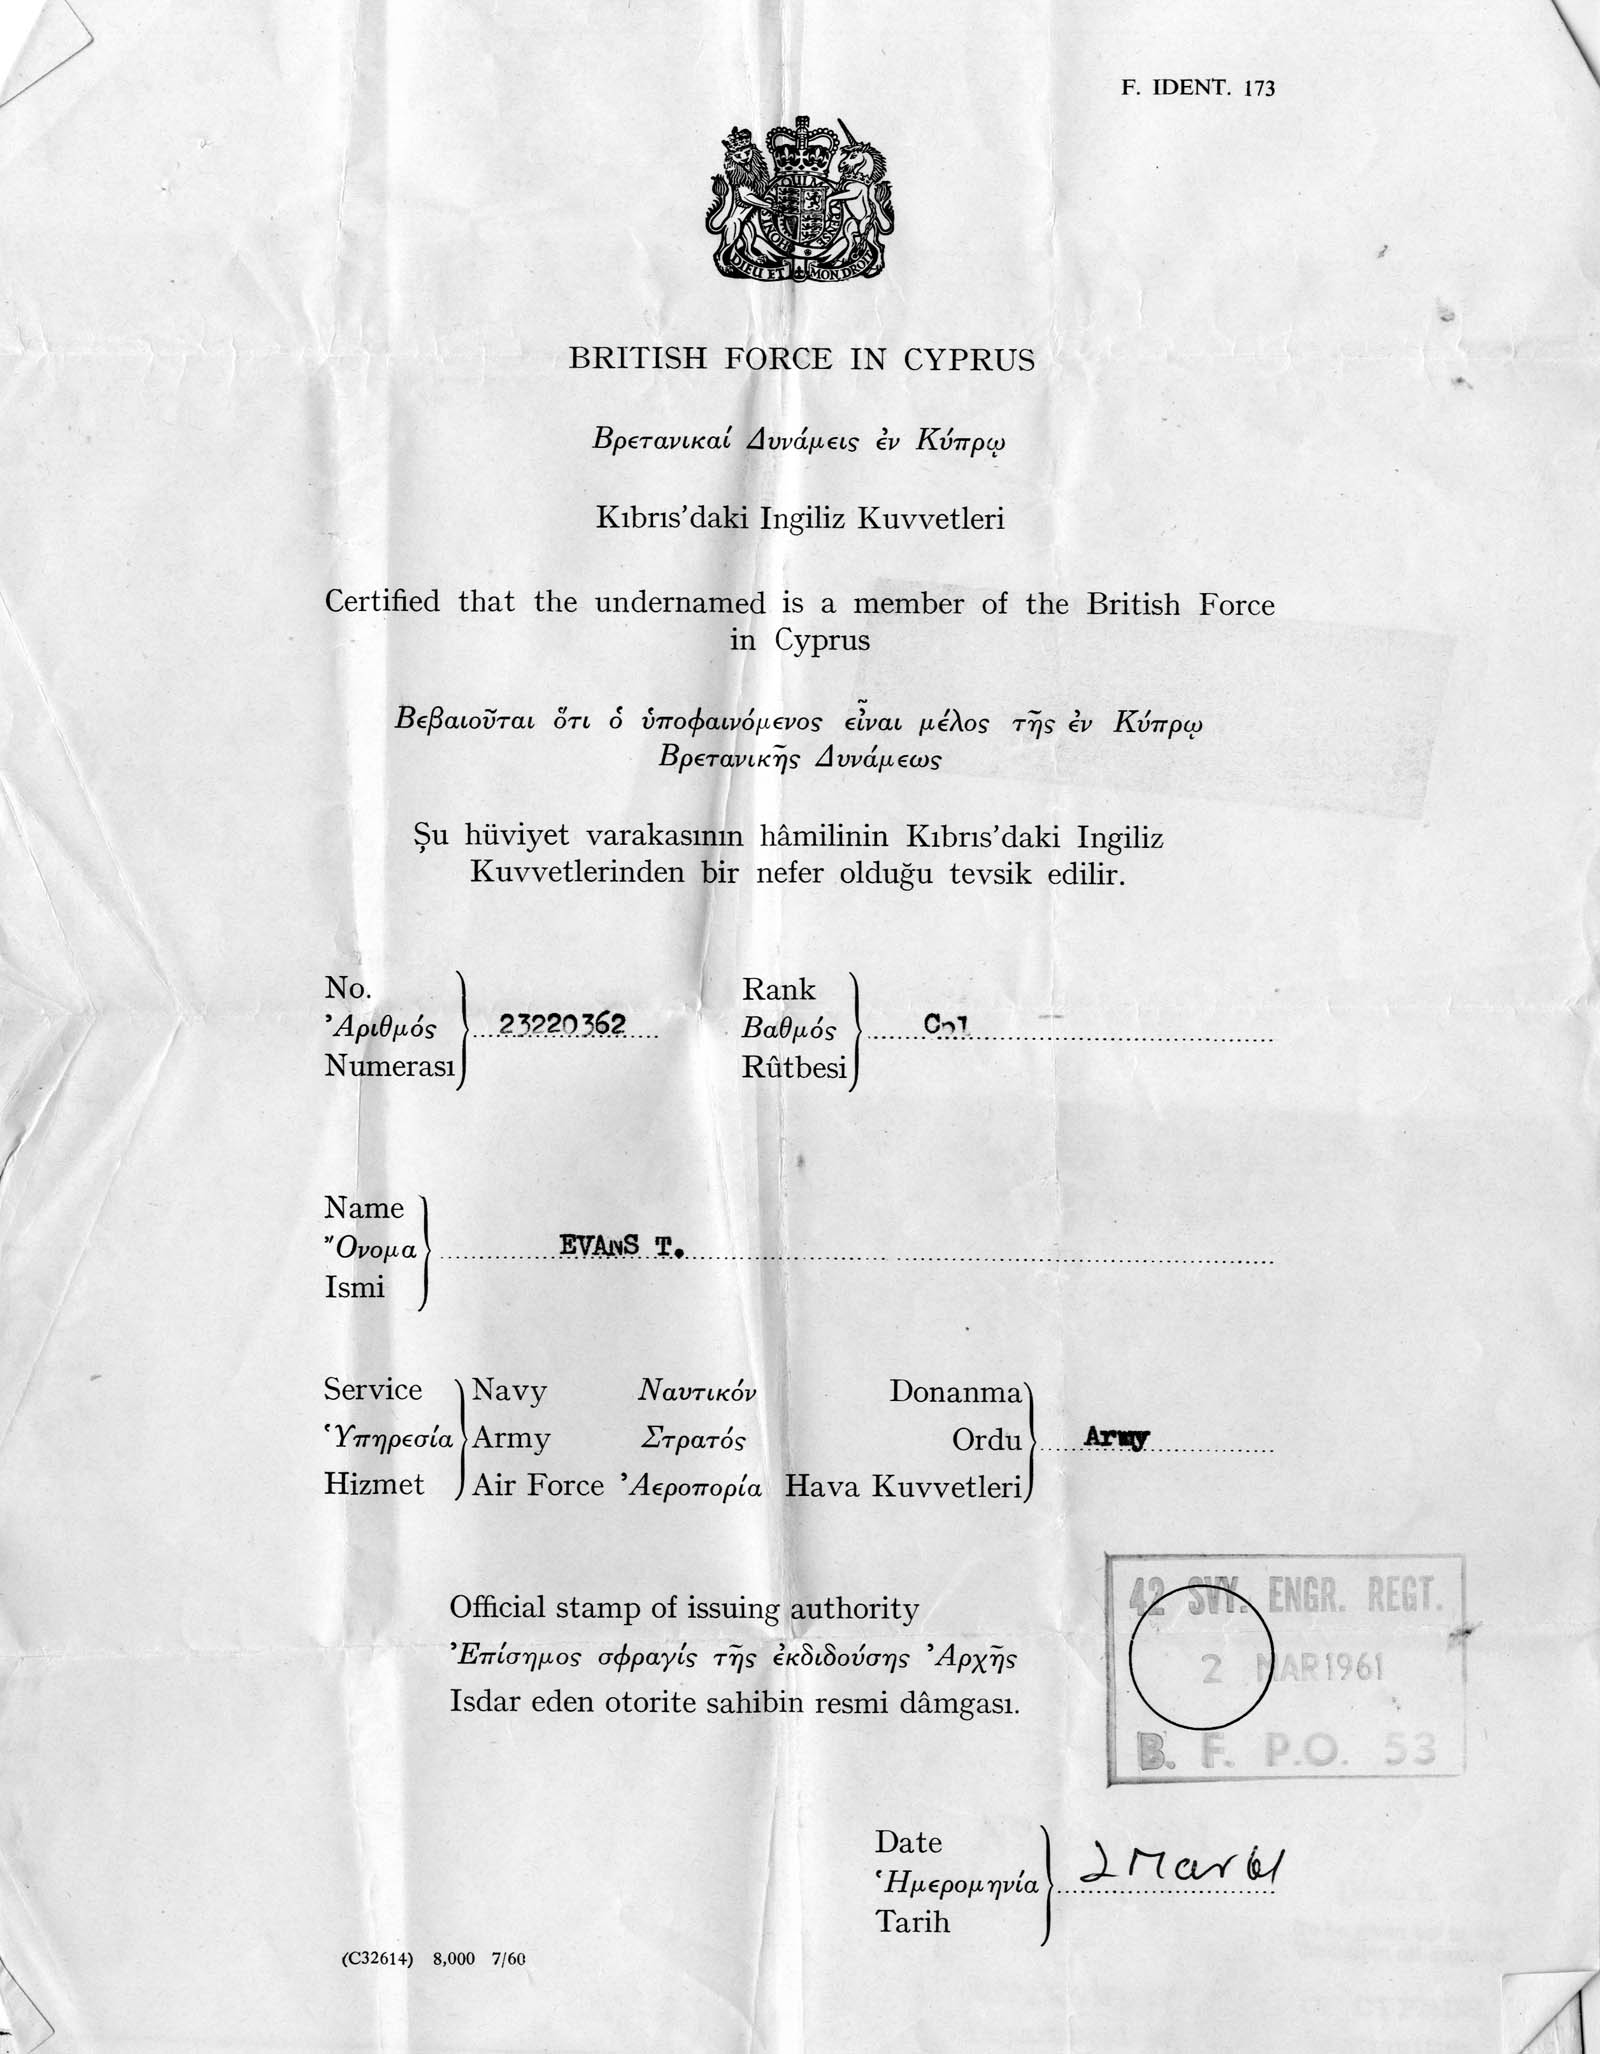 F. IDENT. 173
HONI SOIT QUI MAL Y PENSE
DIEU ET MON DROIT
BRITISH FORCE IN CYPRUS
Βρετανικαί Δυνάμεις ἐν Κύπρῳ
Kıbrıs’daki Ingiliz Kuvvetleri
Certified that the undernamed is a member of the British Force
in Cyprus
Βεβαιοῦται ὅτι ὁ ὑποφαινόμενος εἶναι μέλος τῆς ἐν Κύπρῳ
Βρετανικῆς Δυνάμεως
Şu hüviyet varakasının hâmilinin Kıbrıs’daki Ingiliz
Kuvvetlerinden bir nefer olduğu tevsik edilir.
No. Rank
Ἀριθμός 23220362 Βαθμός Cpl
Numerası Rûtbesi
Name
Ὄνομα EVANS T.
Ismi
Service Navy Ναυτικόν Donanma
Ὑπηρεσία Army Στρατός Ordu Army
Hizmet Air Force Ἀεροπορία Hava Kuvvetleri
42 SVY. ENGR. REGT.
2 MAR 1961
B. F. P.O. 53
Official stamp of issuing authority
Ἐπίσημος σφραγίς τῆς ἐκδιδούσης Ἀρχῆς
Isdar eden otorite sahibin resmi dâmgası.
Date
Ἡμερομηνία 2 Mar 61
Tarih
(C32614) 8,000 7/60